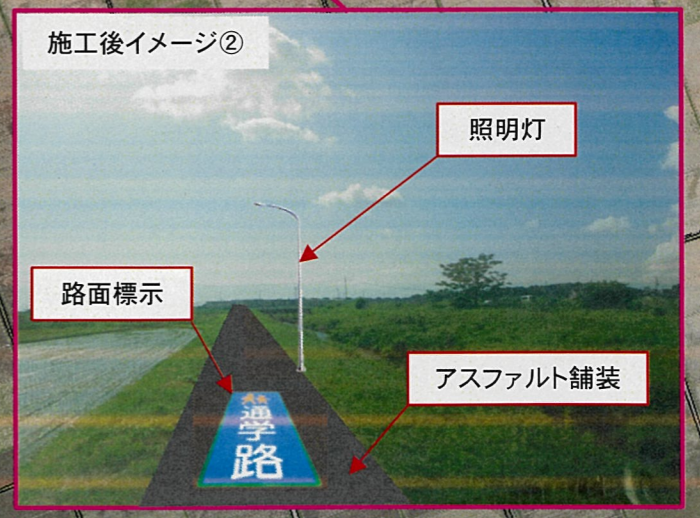 施工後イメージ②
照明灯
路面標示
アスファルト舗装
通学路